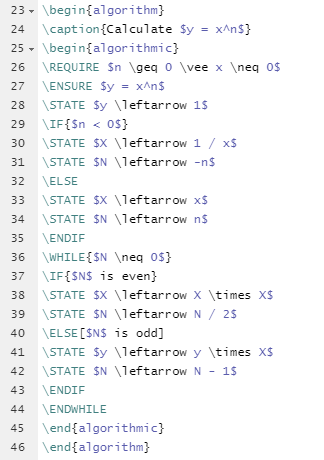 23 \begin{algorithm}
24 \caption{Calculate $y = x^n$}
25 \begin{algorithmic}
26 \REQUIRE $n \geq 0 \vee x \neq 0$
27 \ENSURE $y = x^n$
28 \STATE $y \leftarrow 1$
29 \IF{$n < 0$}
30 \STATE $X \leftarrow 1 / x$
31 \STATE $N \leftarrow -n$
32 \ELSE
33 \STATE $X \leftarrow x$
34 \STATE $N \leftarrow n$
35 \ENDIF
36 \WHILE{$N \neq 0$}
37 \IF{$N$ is even}
38 \STATE $X \leftarrow X \times X$
39 \STATE $N \leftarrow N / 2$
40 \ELSE[$N$ is odd]
41 \STATE $y \leftarrow y \times X$
42 \STATE $N \leftarrow N - 1$
43 \ENDIF
44 \ENDWHILE
45 \end{algorithmic}
46 \end{algorithm}